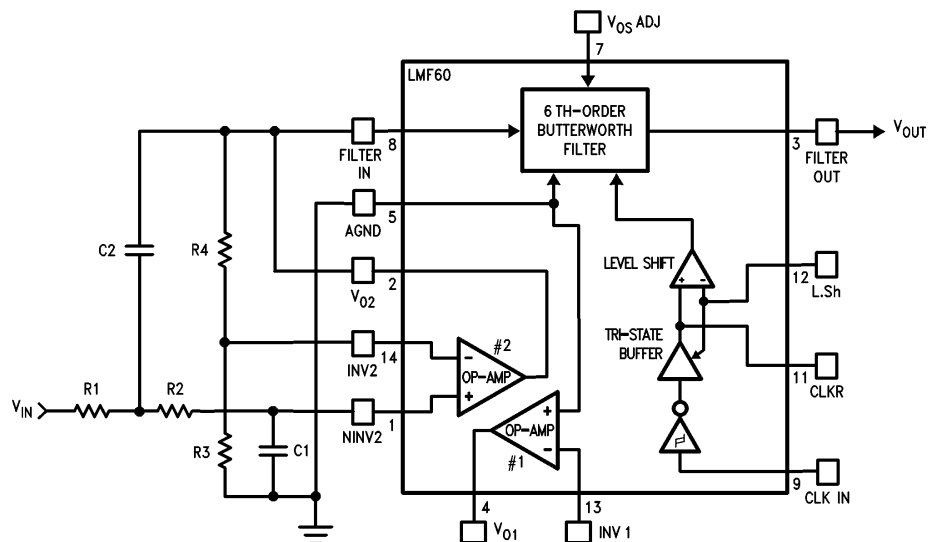 V_OS ADJ
7
LMF60
6 TH-ORDER
BUTTERWORTH
FILTER
FILTER
IN
8
3
FILTER
OUT
V_OUT
AGND
5
C2
R4
V_O2
2
LEVEL SHIFT
+ -
12
L.Sh
INV2
14
#2
-
OP-AMP
+
TRI-STATE
BUFFER
11
CLKR
V_IN
R1
R2
NINV2
1
R3
C1
+
OP-AMP
-
#1
9
CLK IN
4
13
V_O1
INV 1